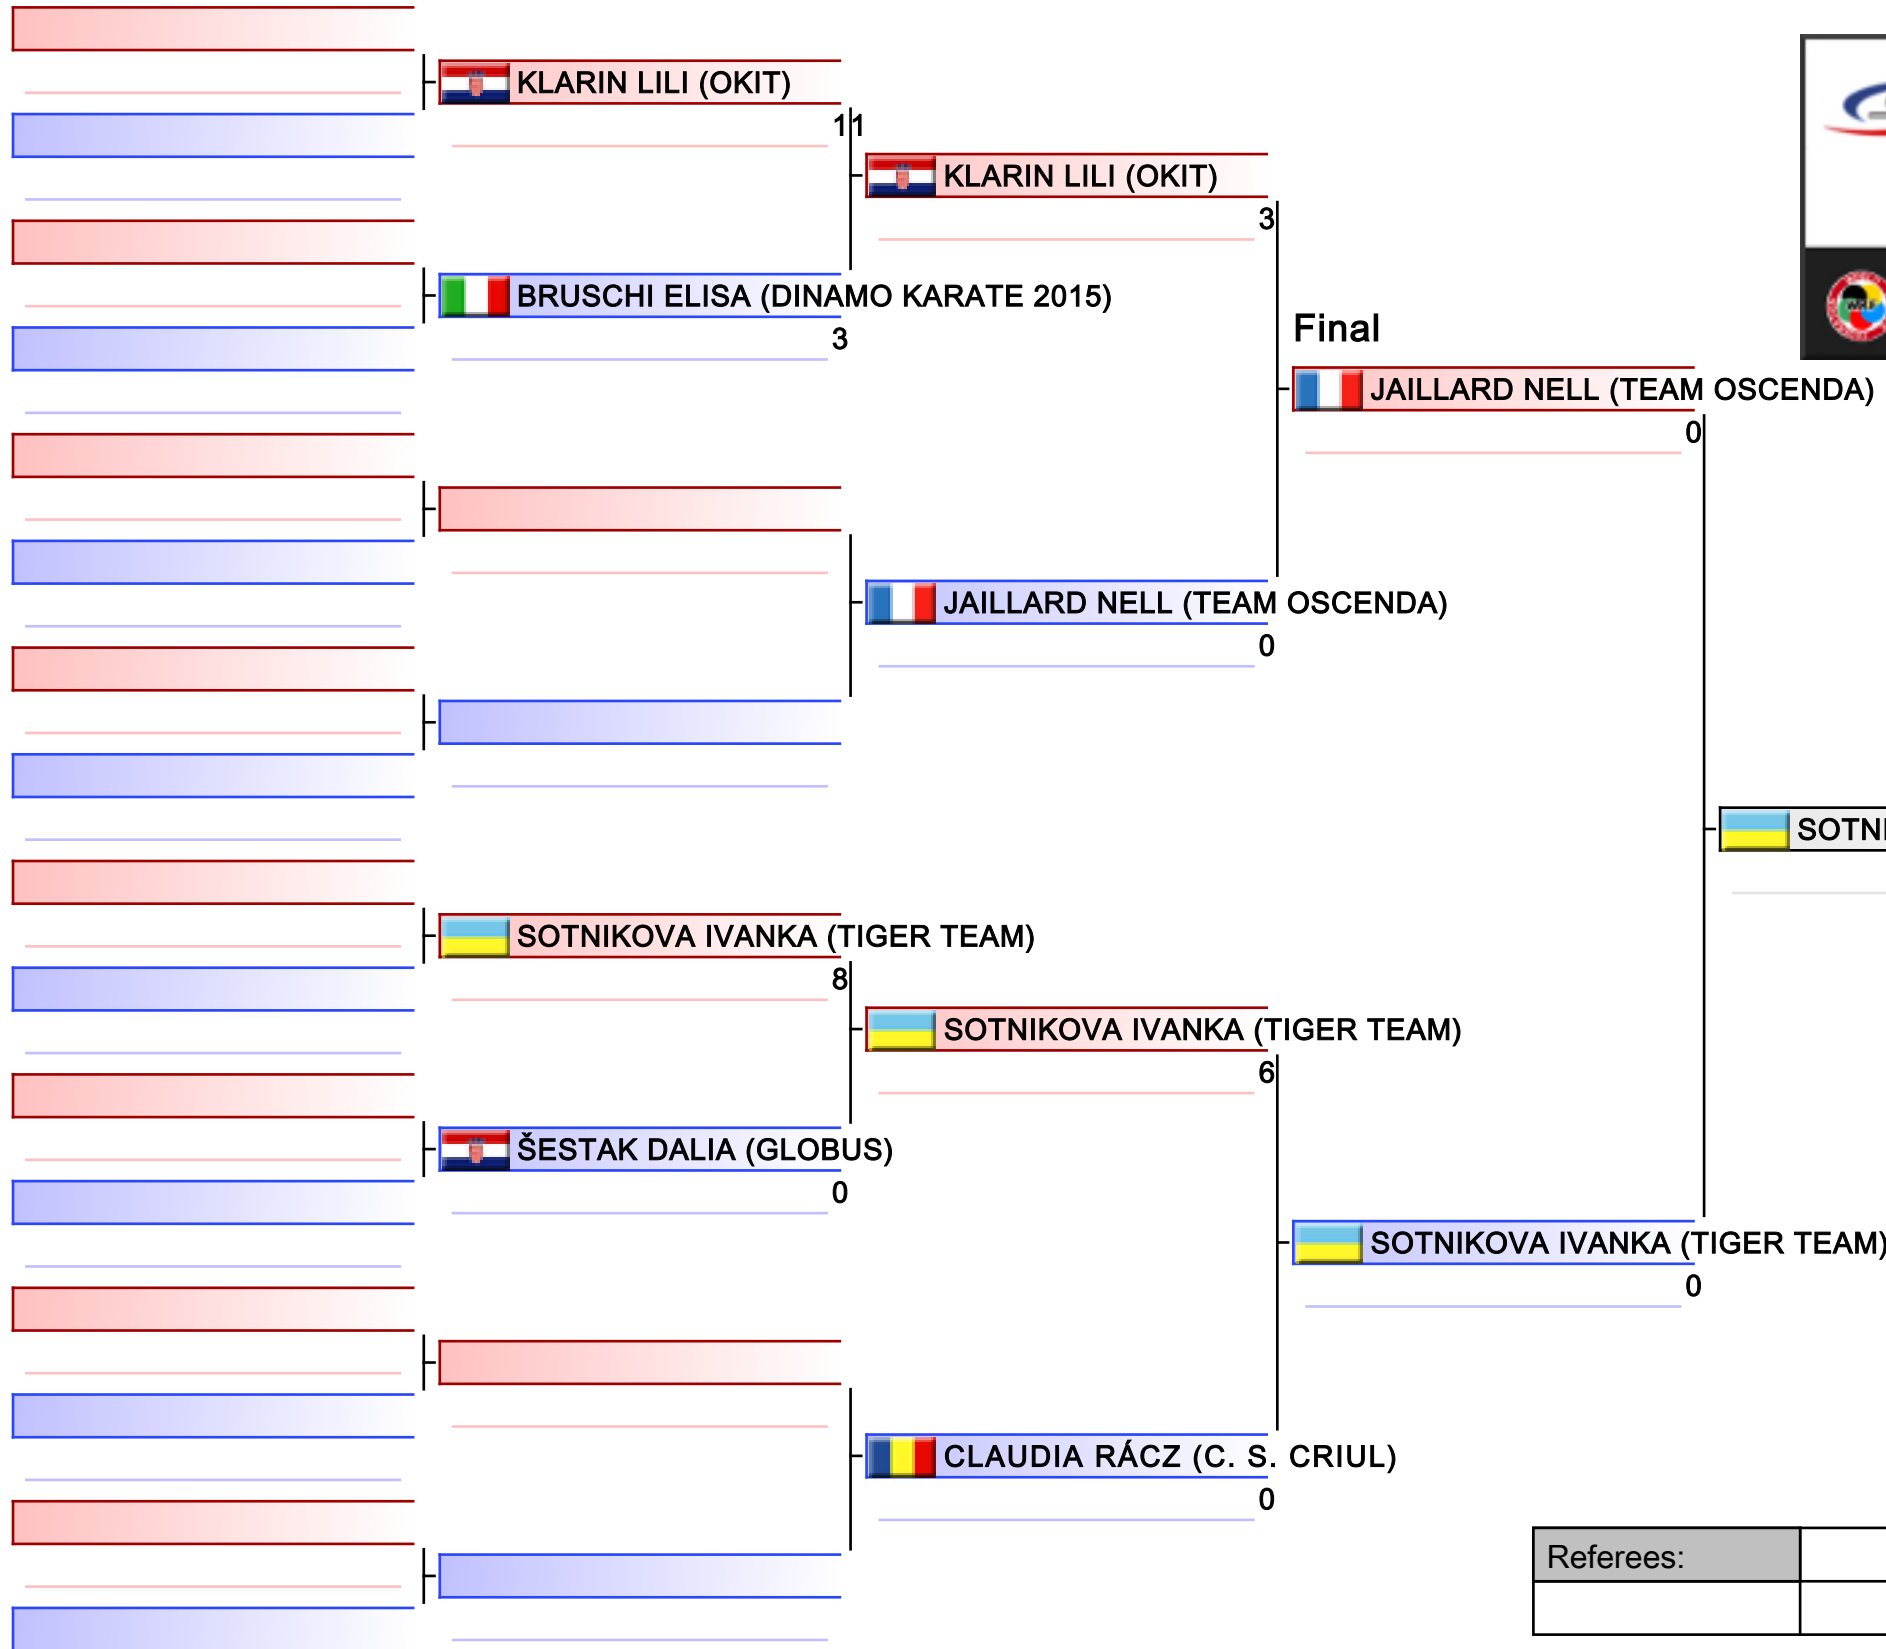 KLARIN LILI (OKIT)
11
KLARIN LILI (OKIT)
3
BRUSCHI ELISA (DINAMO KARATE 2015)
3
Final
JAILLARD NELL (TEAM OSCENDA)
0
JAILLARD NELL (TEAM OSCENDA)
0
SOTNI
SOTNIKOVA IVANKA (TIGER TEAM)
8
SOTNIKOVA IVANKA (TIGER TEAM)
6
ŠESTAK DALIA (GLOBUS)
0
SOTNIKOVA IVANKA (TIGER TEAM)
0
CLAUDIA RÁCZ (C. S. CRIUL)
0
Referees: